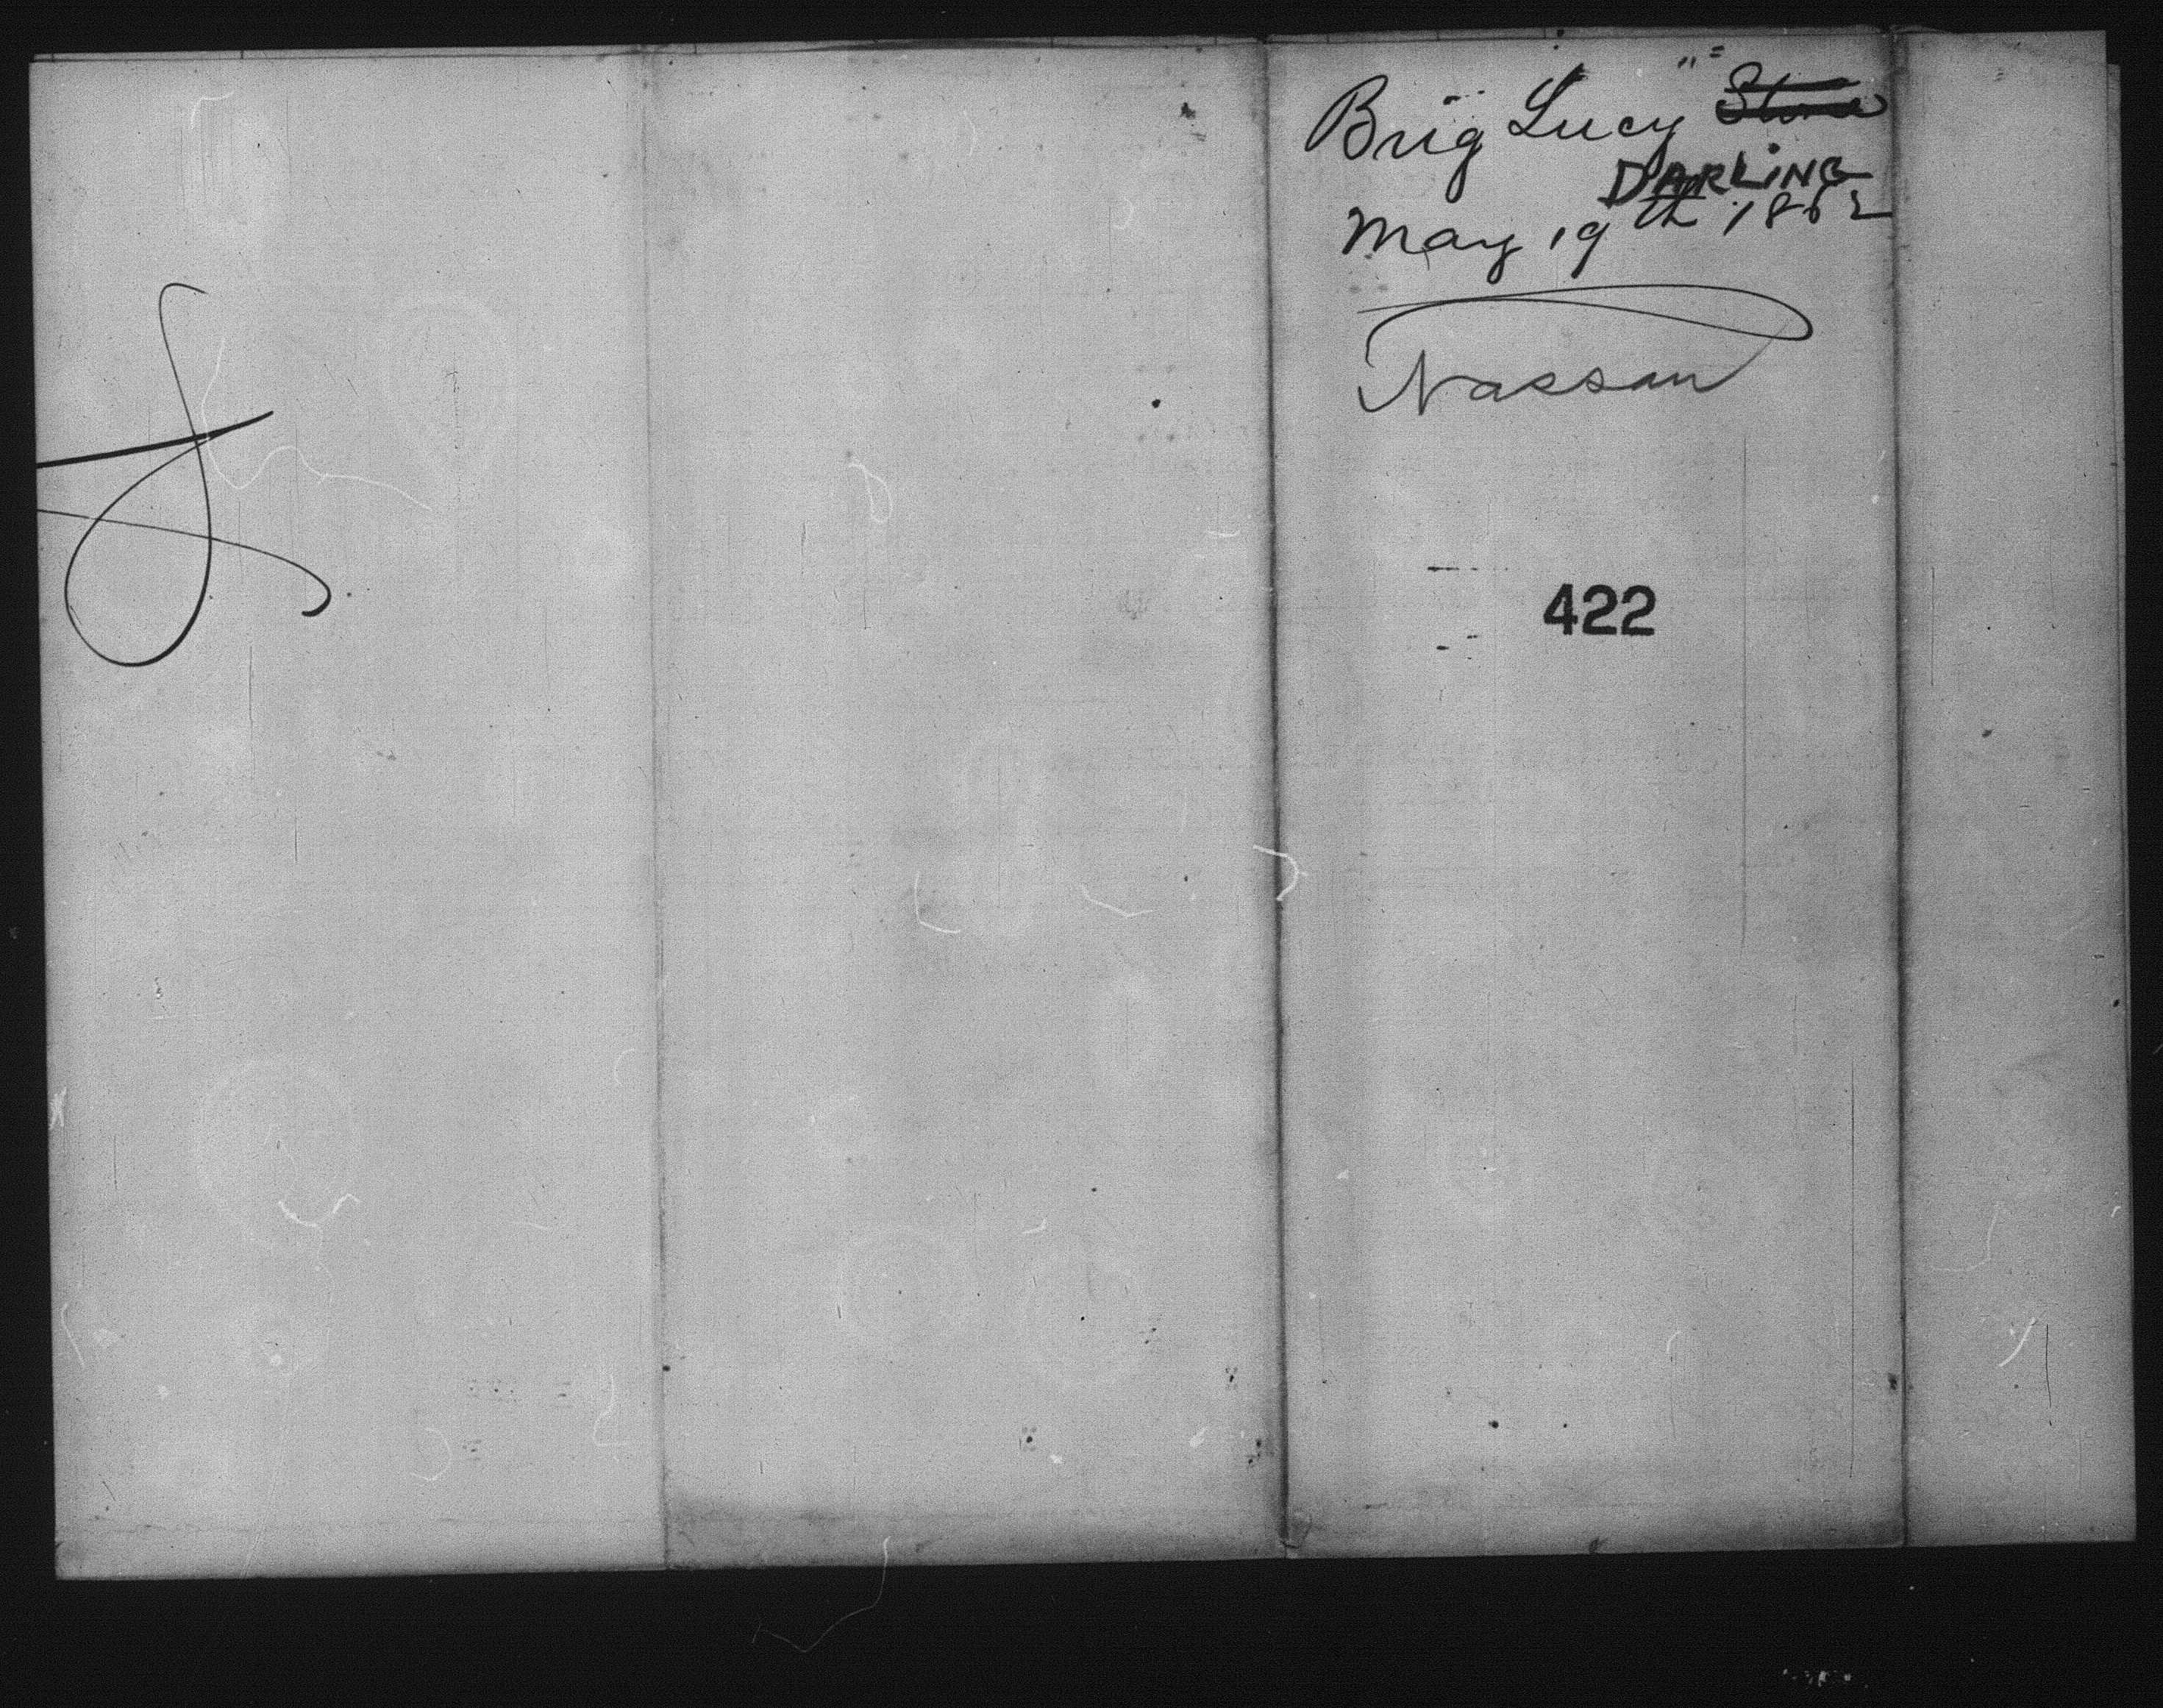 Brig Lucy"
DARLING
May 19th 1862
Nassau
422